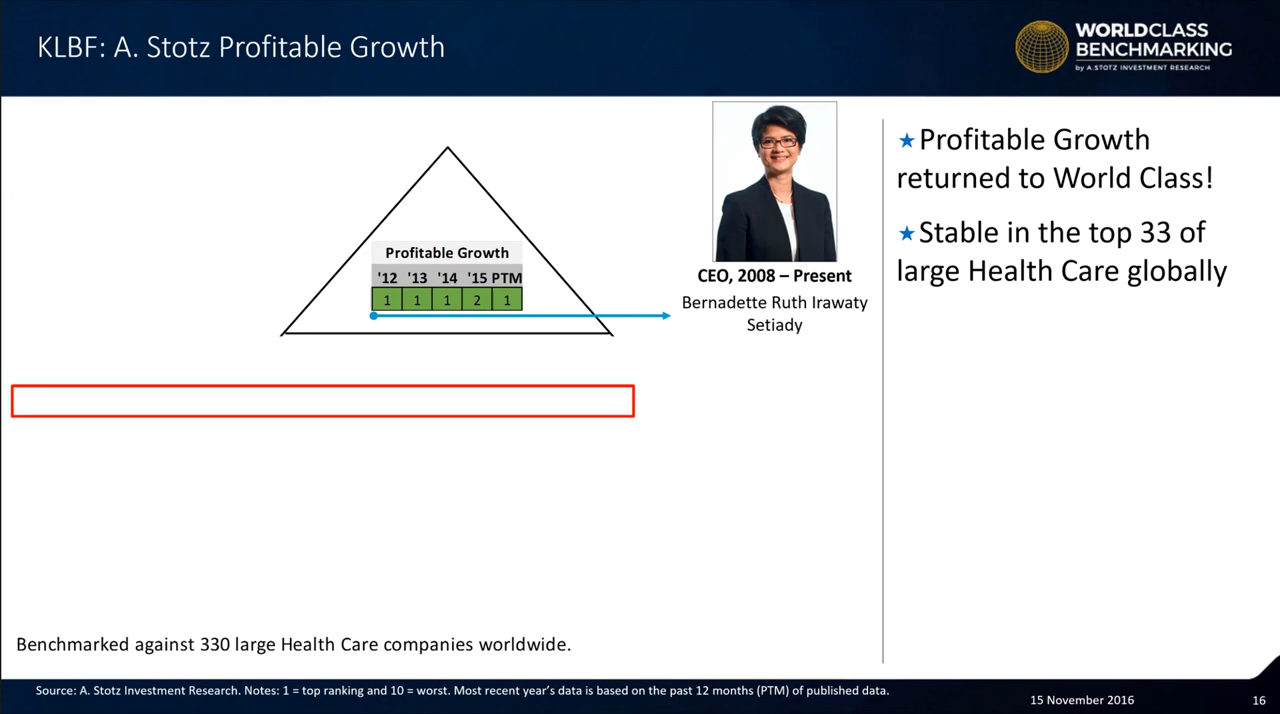 KLBF: A. Stotz Profitable Growth
WORLDCLASS
BENCHMARKING
by A.STOTZ INVESTMENT RESEARCH
Profitable Growth
'12 '13 '14 '15 PTM
1 1 1 2 1
CEO, 2008 – Present
Bernadette Ruth Irawaty
Setiady
★Profitable Growth
returned to World Class!
★Stable in the top 33 of
large Health Care globally
Benchmarked against 330 large Health Care companies worldwide.
Source: A. Stotz Investment Research. Notes: 1 = top ranking and 10 = worst. Most recent year's data is based on the past 12 months (PTM) of published data.
15 November 2016
16